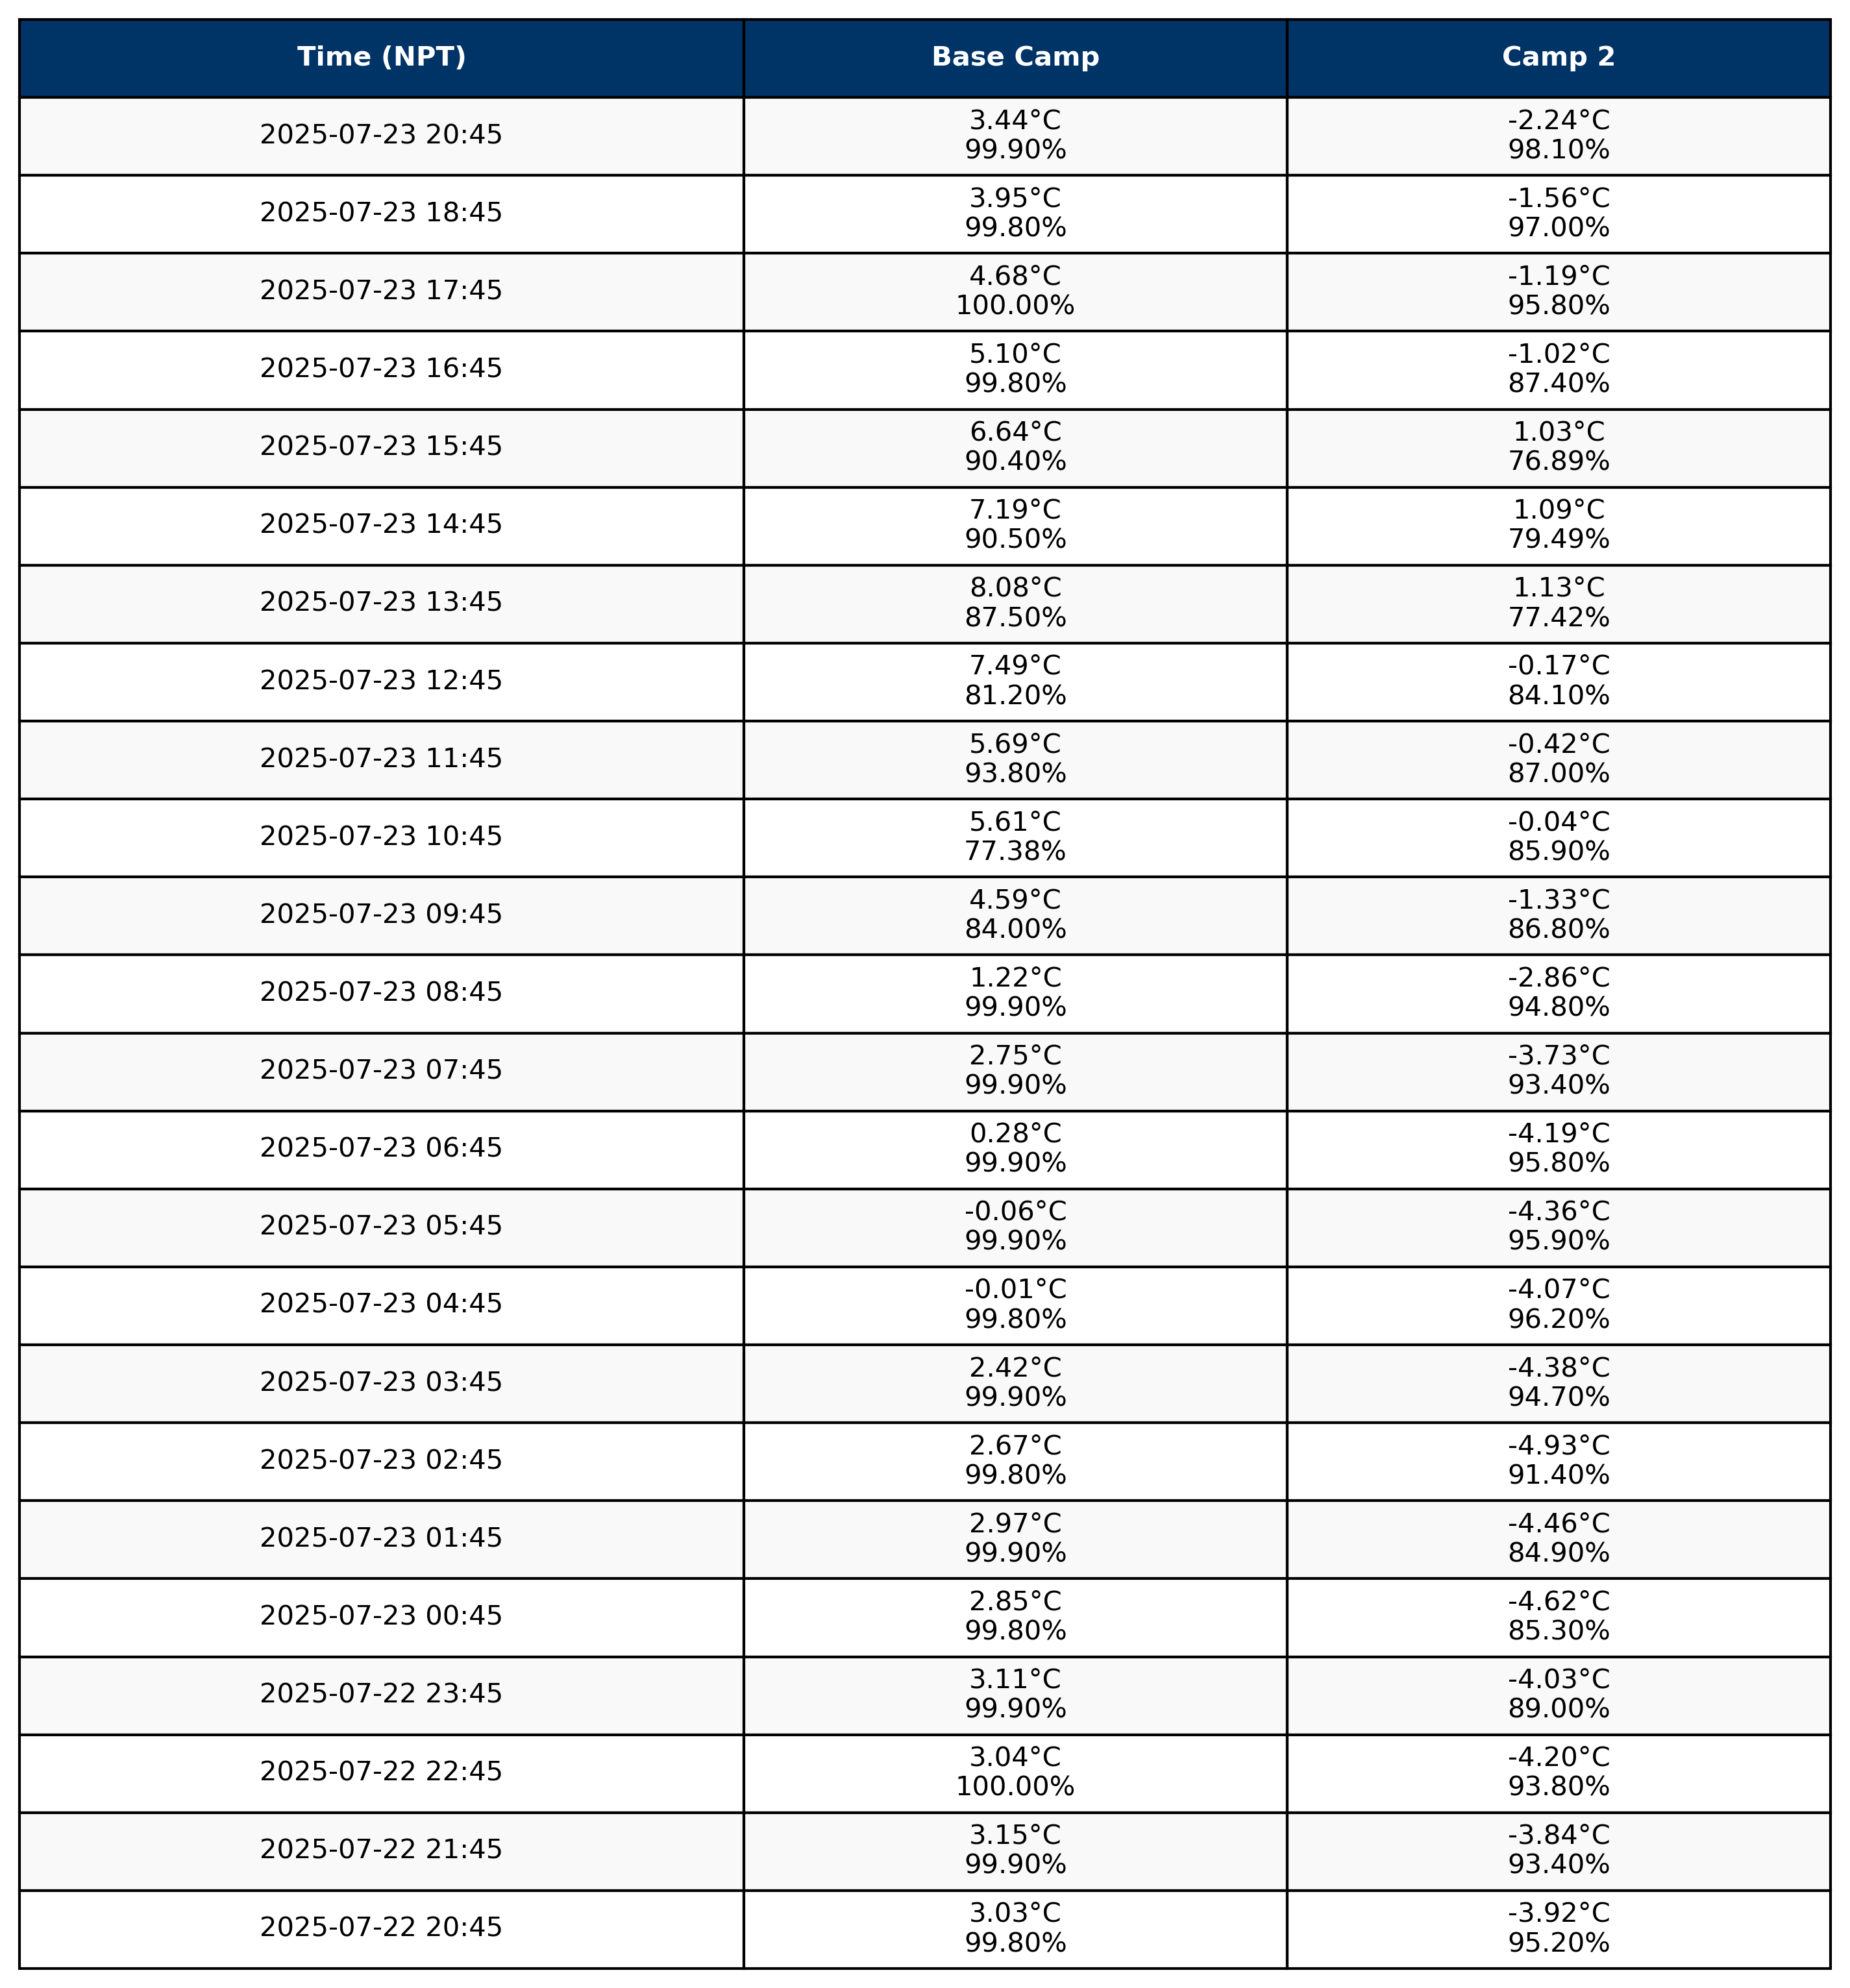 Time (NPT) Base Camp Camp 2
2025-07-23 20:45 3.44°C -2.24°C
99.90% 98.10%
2025-07-23 18:45 3.95°C -1.56°C
99.80% 97.00%
2025-07-23 17:45 4.68°C -1.19°C
100.00% 95.80%
2025-07-23 16:45 5.10°C -1.02°C
99.80% 87.40%
2025-07-23 15:45 6.64°C 1.03°C
90.40% 76.89%
2025-07-23 14:45 7.19°C 1.09°C
90.50% 79.49%
2025-07-23 13:45 8.08°C 1.13°C
87.50% 77.42%
2025-07-23 12:45 7.49°C -0.17°C
81.20% 84.10%
2025-07-23 11:45 5.69°C -0.42°C
93.80% 87.00%
2025-07-23 10:45 5.61°C -0.04°C
77.38% 85.90%
2025-07-23 09:45 4.59°C -1.33°C
84.00% 86.80%
2025-07-23 08:45 1.22°C -2.86°C
99.90% 94.80%
2025-07-23 07:45 2.75°C -3.73°C
99.90% 93.40%
2025-07-23 06:45 0.28°C -4.19°C
99.90% 95.80%
2025-07-23 05:45 -0.06°C -4.36°C
99.90% 95.90%
2025-07-23 04:45 -0.01°C -4.07°C
99.80% 96.20%
2025-07-23 03:45 2.42°C -4.38°C
99.90% 94.70%
2025-07-23 02:45 2.67°C -4.93°C
99.80% 91.40%
2025-07-23 01:45 2.97°C -4.46°C
99.90% 84.90%
2025-07-23 00:45 2.85°C -4.62°C
99.80% 85.30%
2025-07-22 23:45 3.11°C -4.03°C
99.90% 89.00%
2025-07-22 22:45 3.04°C -4.20°C
100.00% 93.80%
2025-07-22 21:45 3.15°C -3.84°C
99.90% 93.40%
2025-07-22 20:45 3.03°C -3.92°C
99.80% 95.20%